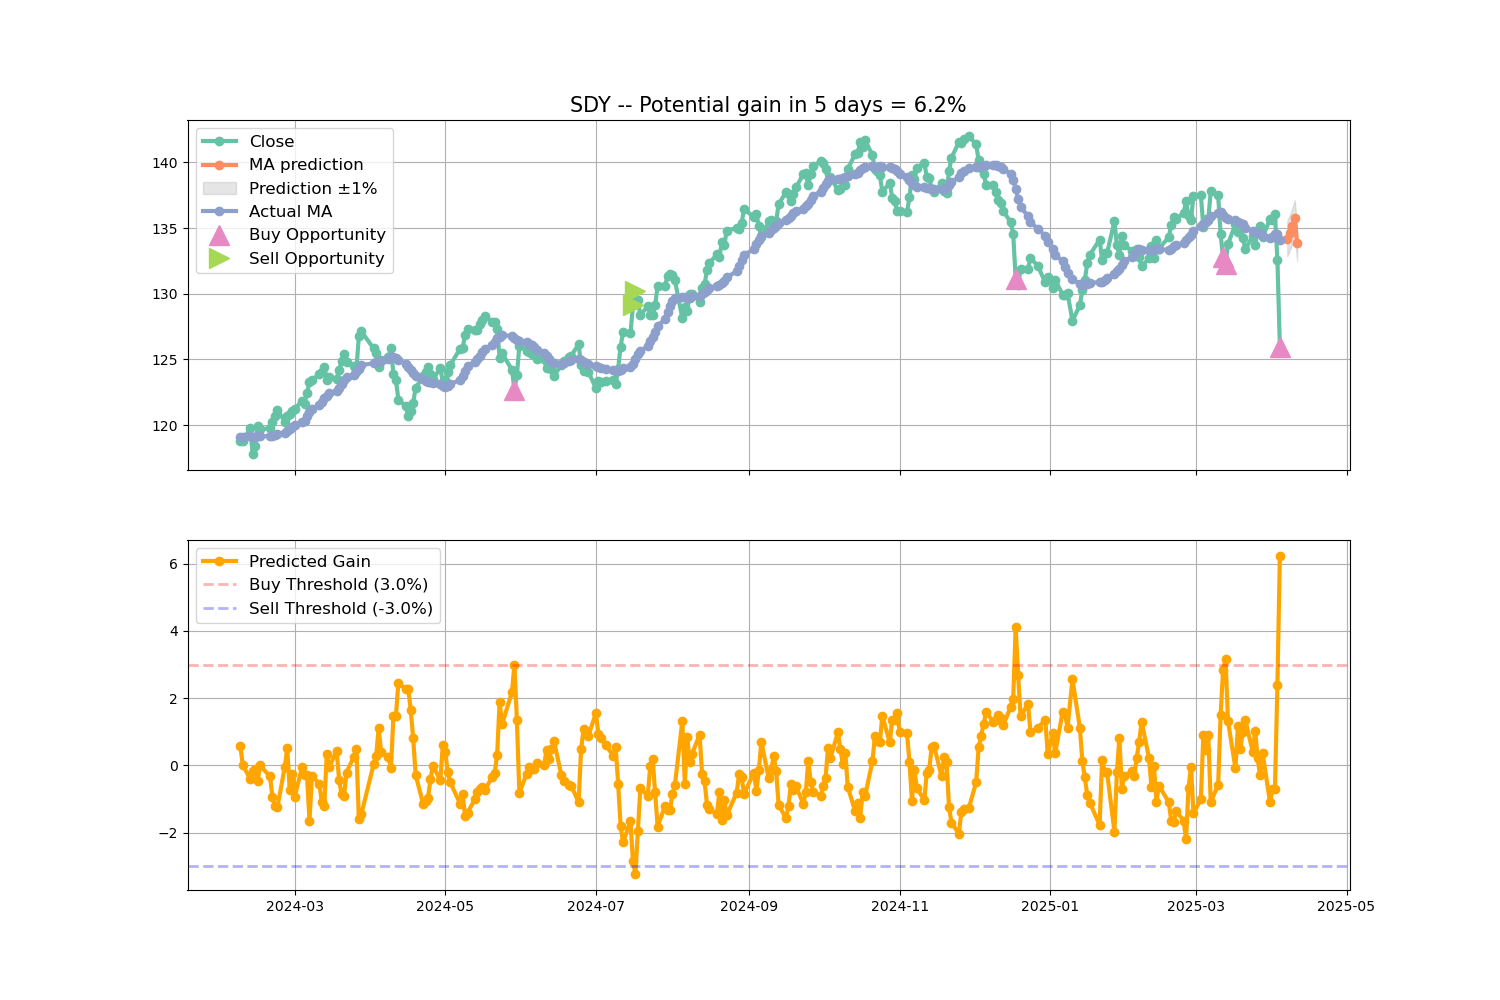 SDY -- Potential gain in 5 days = 6.2%
Close
MA prediction
Prediction ±1%
Actual MA
Buy Opportunity
Sell Opportunity
140
135
130
125
120
Predicted Gain
Buy Threshold (3.0%)
Sell Threshold (-3.0%)
6
4
2
0
−2
2024-03 2024-05 2024-07 2024-09 2024-11 2025-01 2025-03 2025-05